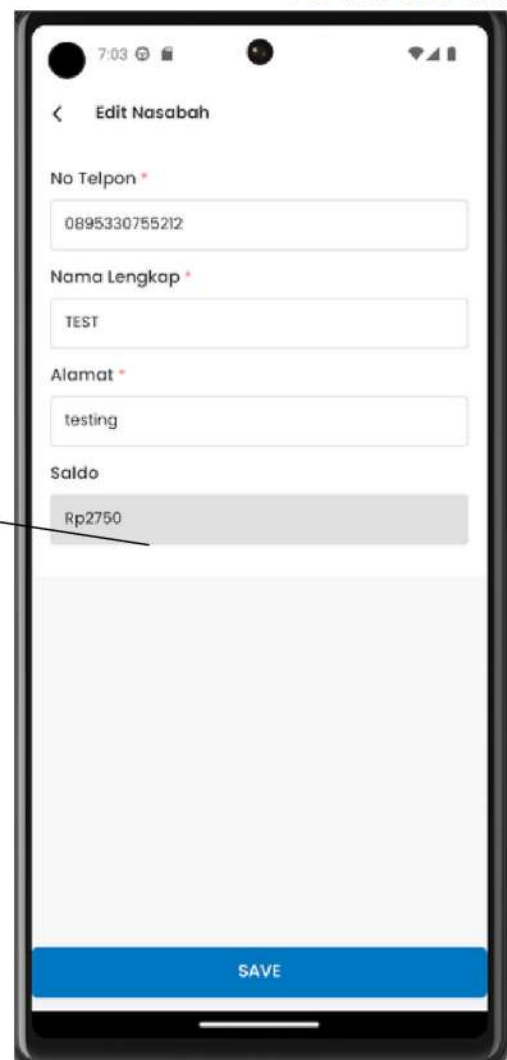 7:03
Edit Nasabah
No Telpon *
0895330755212
Nama Lengkap *
TEST
Alamat *
testing
Saldo
Rp2750
SAVE